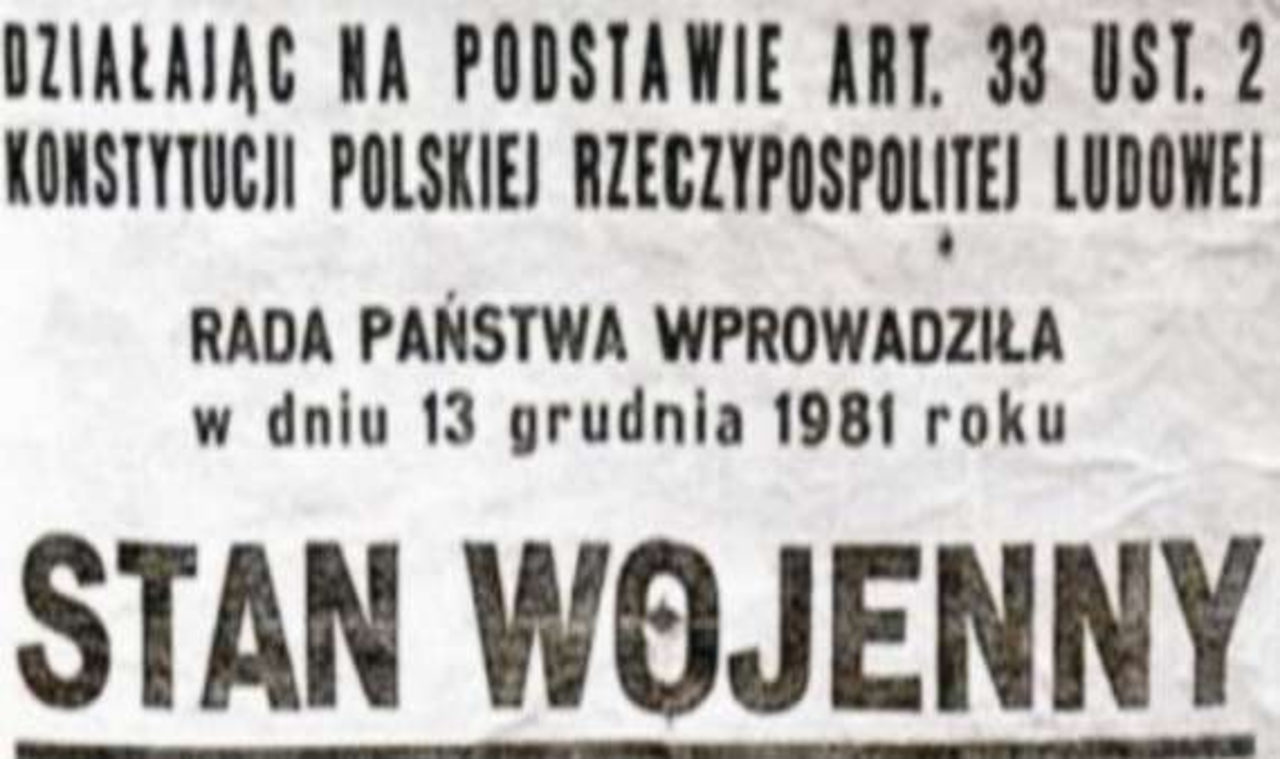 DZIAŁAJĄC NA PODSTAWIE ART. 33 UST. 2
KONSTYTUCJI POLSKIEJ RZECZYPOSPOLITEJ LUDOWEJ
RADA PAŃSTWA WPROWADZIŁA
w dniu 13 grudnia 1981 roku
STAN WOJENNY